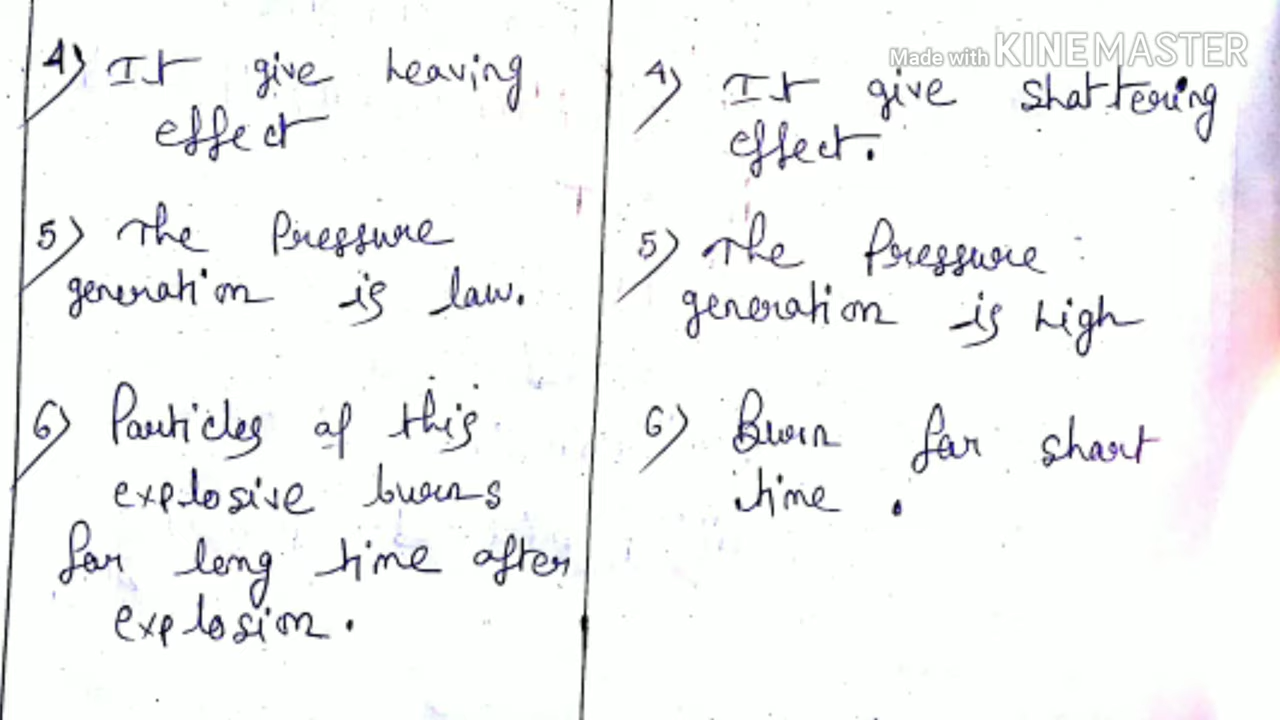 Made with KINEMASTER
4) It give heaving
effect
5) The Pressure
generation is law.
6) Particles of this
explosive burns
for long time after
explosion.
4) It give shattering
effect.
5) The Pressure
generation is high
6) Burn for short
time.